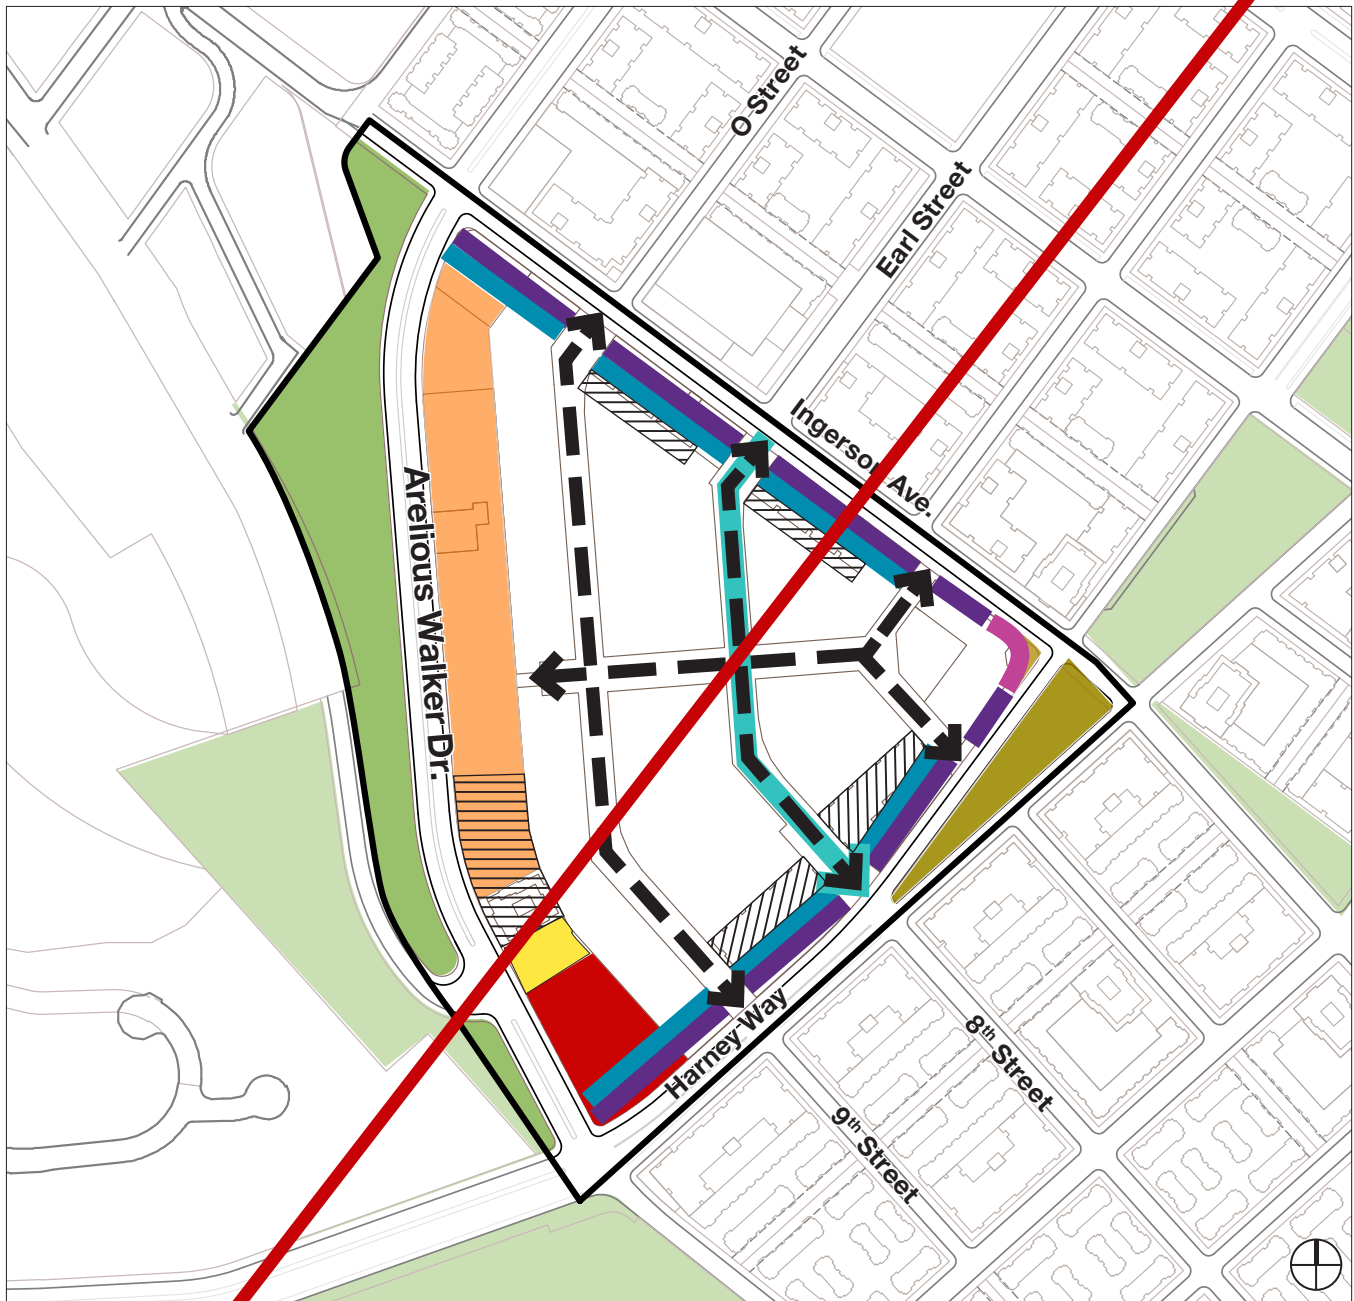 O Street
Earl Street
Ingerson Ave.
Arelious Walker Dr.
Harney Way
8th Street
9th Street